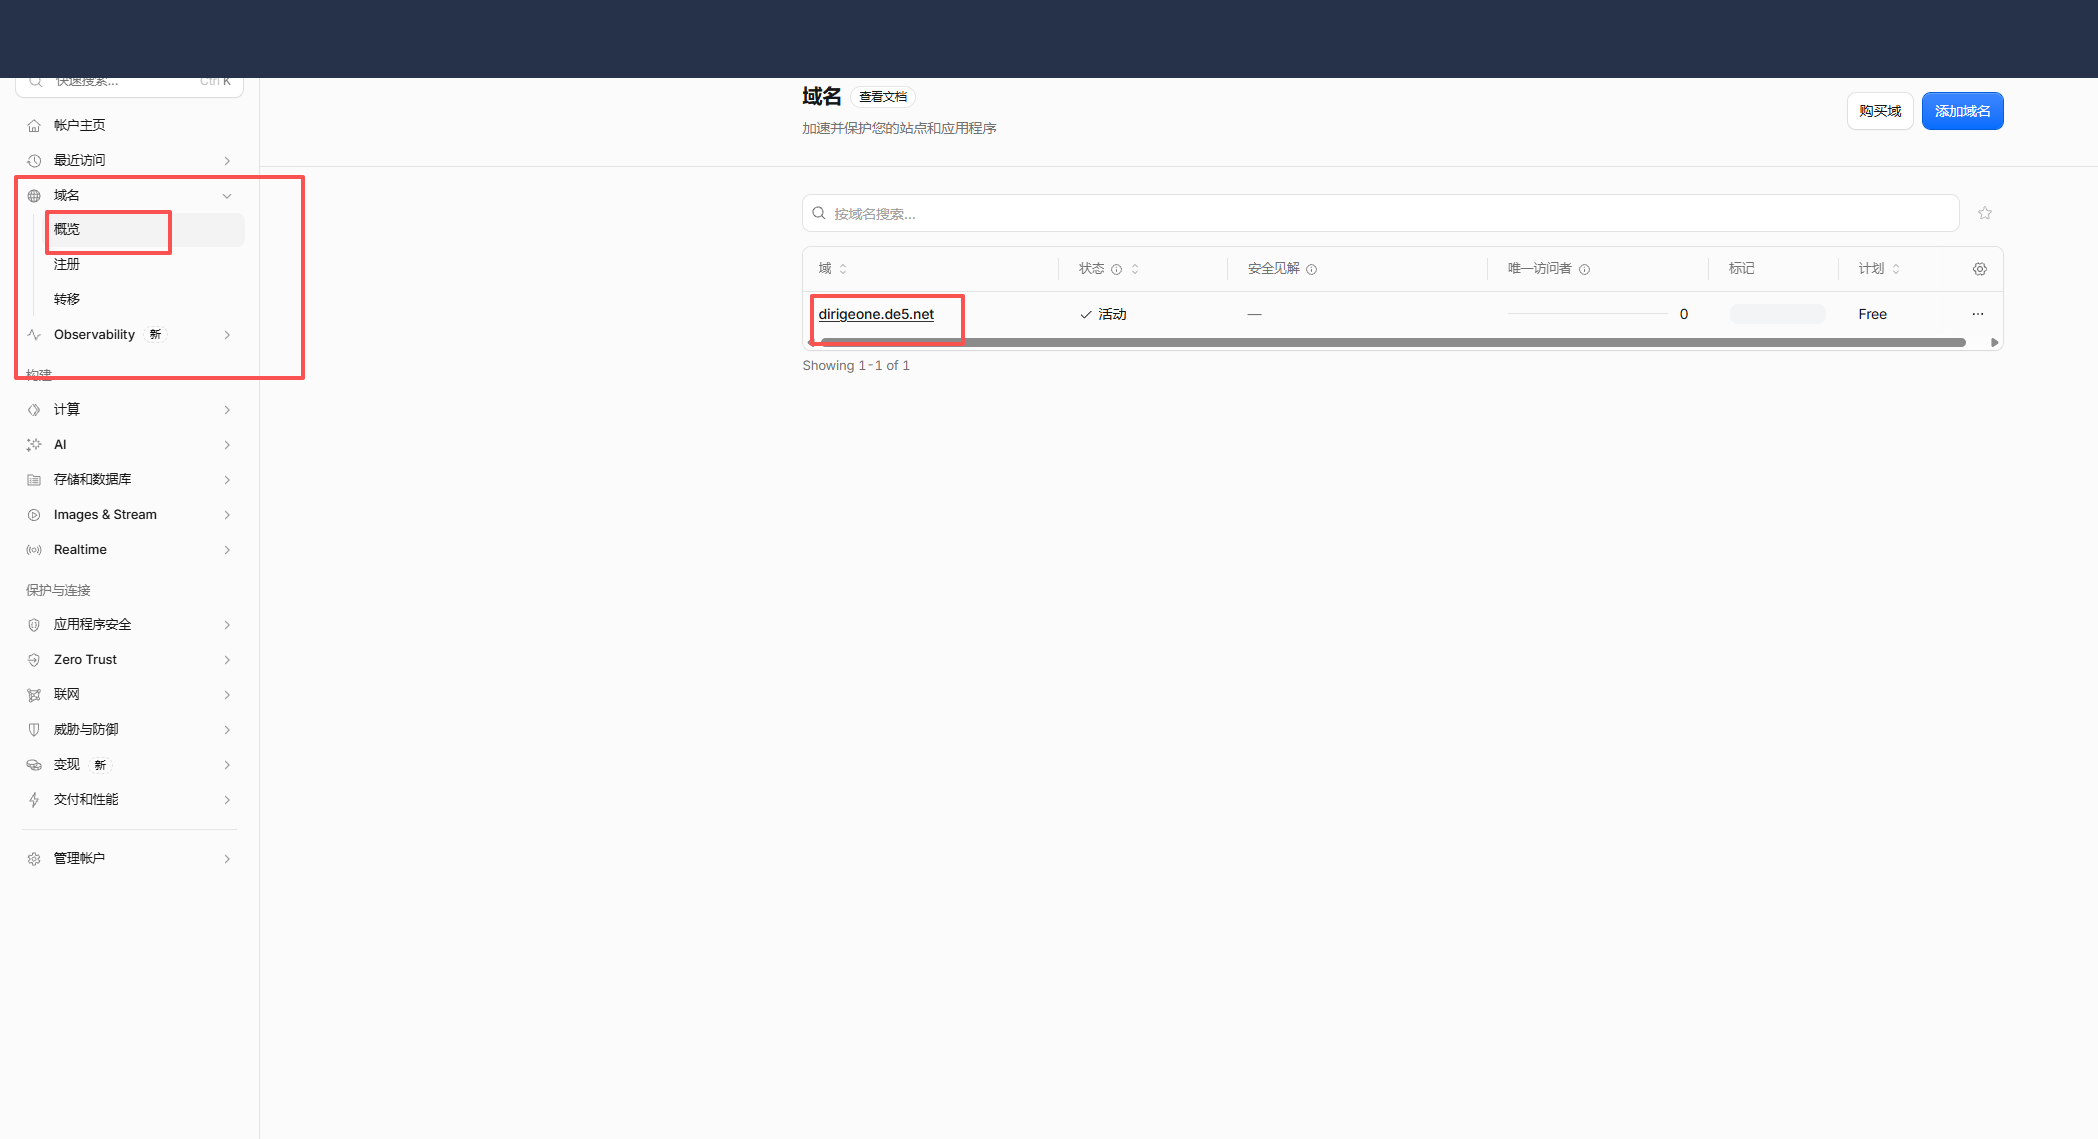 快速搜索... Ctrl K
帐户主页
最近访问
域名
概览
注册
转移
Observability 新
构建
计算
AI
存储和数据库
Images & Stream
Realtime
保护与连接
应用程序安全
Zero Trust
联网
威胁与防御
变现 新
交付和性能
管理帐户
域名 查看文档
加速并保护您的站点和应用程序
购买域 添加域名
按域名搜索...
域 状态 安全见解 唯一访问者 标记 计划
dirigeone.de5.net 活动 — 0 Free ...
Showing 1-1 of 1